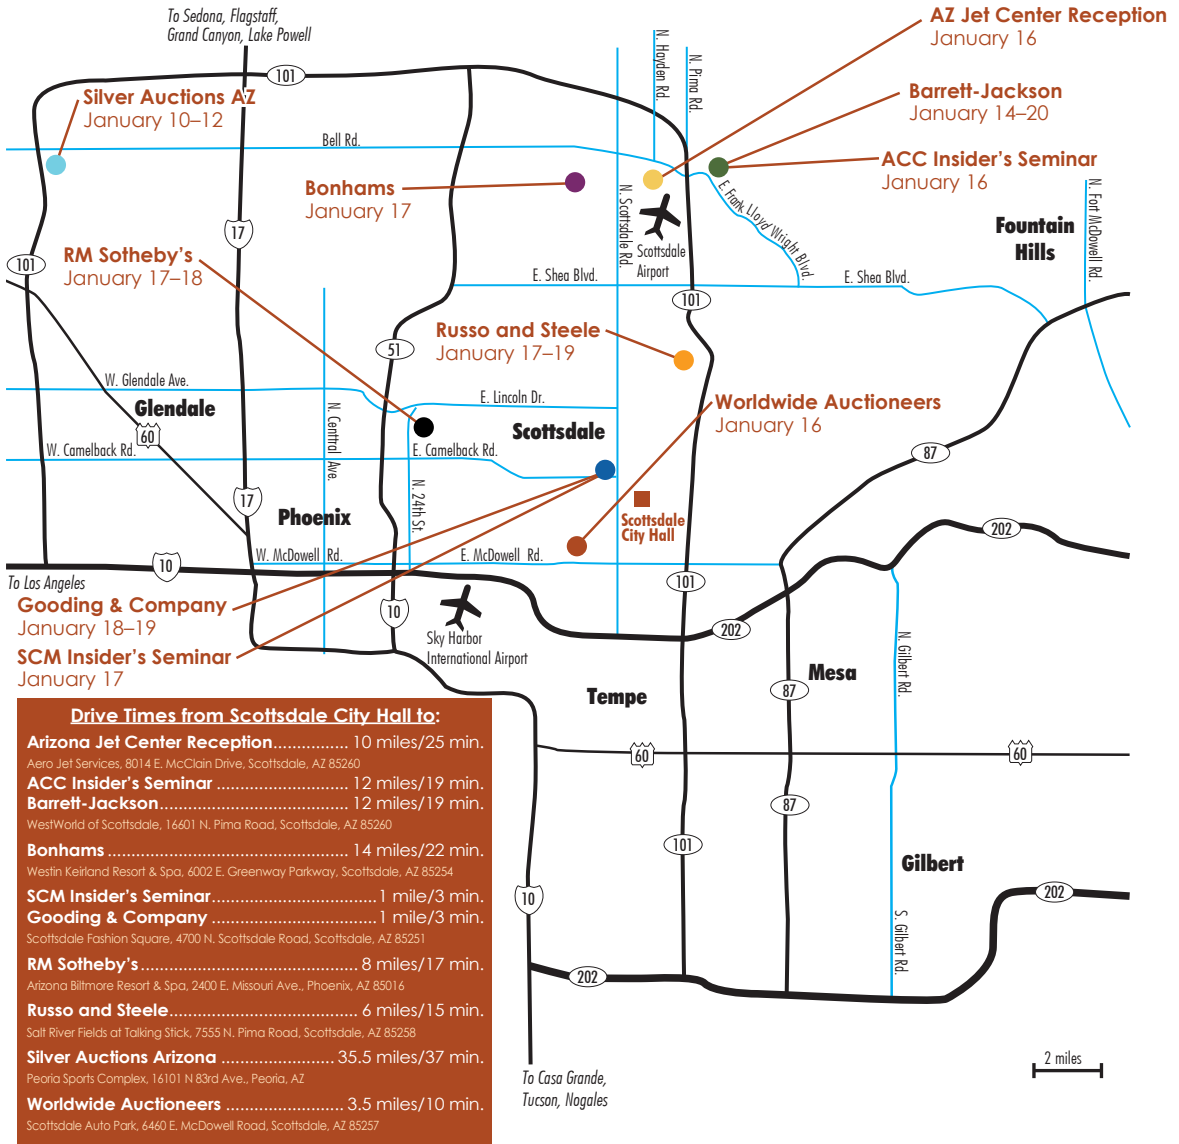 To Sedona, Flagstaff,
Grand Canyon, Lake Powell
AZ Jet Center Reception
January 16
N. Hayden Rd.
N. Pima Rd.
101
Silver Auctions AZ
January 10–12
Barrett-Jackson
January 14–20
Bell Rd.
ACC Insider's Seminar
January 16
Bonhams
January 17
N. Scottsdale Rd.
E. Frank Lloyd Wright Blvd.
N. Fort McDowell Rd.
Fountain
Hills
17
RM Sotheby's
January 17–18
Scottsdale
Airport
101
E. Shea Blvd.
E. Shea Blvd.
101
Russo and Steele
January 17–19
51
W. Glendale Ave.
E. Lincoln Dr.
Worldwide Auctioneers
January 16
Glendale
60
N. Central Ave.
Scottsdale
W. Camelback Rd.
E. Camelback Rd.
87
17
N. 24th St.
Phoenix
Scottsdale
City Hall
202
W. McDowell Rd.
E. McDowell Rd.
10
To Los Angeles
101
Gooding & Company
January 18–19
10
Sky Harbor
International Airport
202
SCM Insider's Seminar
January 17
N. Gilbert Rd.
Mesa
87
Tempe
60
60
87
101
Gilbert
10
202
S. Gilbert Rd.
202
Drive Times from Scottsdale City Hall to:
Arizona Jet Center Reception................ 10 miles/25 min.
Aero Jet Services, 8014 E. McClain Drive, Scottsdale, AZ 85260
ACC Insider's Seminar ........................... 12 miles/19 min.
Barrett-Jackson...................................... 12 miles/19 min.
WestWorld of Scottsdale, 16601 N. Pima Road, Scottsdale, AZ 85260
Bonhams ................................................ 14 miles/22 min.
Westin Keirland Resort & Spa, 6002 E. Greenway Parkway, Scottsdale, AZ 85254
SCM Insider's Seminar................................ 1 mile/3 min.
Gooding & Company ................................ 1 mile/3 min.
Scottsdale Fashion Square, 4700 N. Scottsdale Road, Scottsdale, AZ 85251
RM Sotheby's........................................... 8 miles/17 min.
Arizona Biltmore Resort & Spa, 2400 E. Missouri Ave., Phoenix, AZ 85016
Russo and Steele...................................... 6 miles/15 min.
Salt River Fields at Talking Stick, 7555 N. Pima Road, Scottsdale, AZ 85258
Silver Auctions Arizona ....................... 35.5 miles/37 min.
Peoria Sports Complex, 16101 N 83rd Ave., Peoria, AZ
Worldwide Auctioneers ........................ 3.5 miles/10 min.
Scottsdale Auto Park, 6460 E. McDowell Road, Scottsdale, AZ 85257
To Casa Grande,
Tucson, Nogales
2 miles